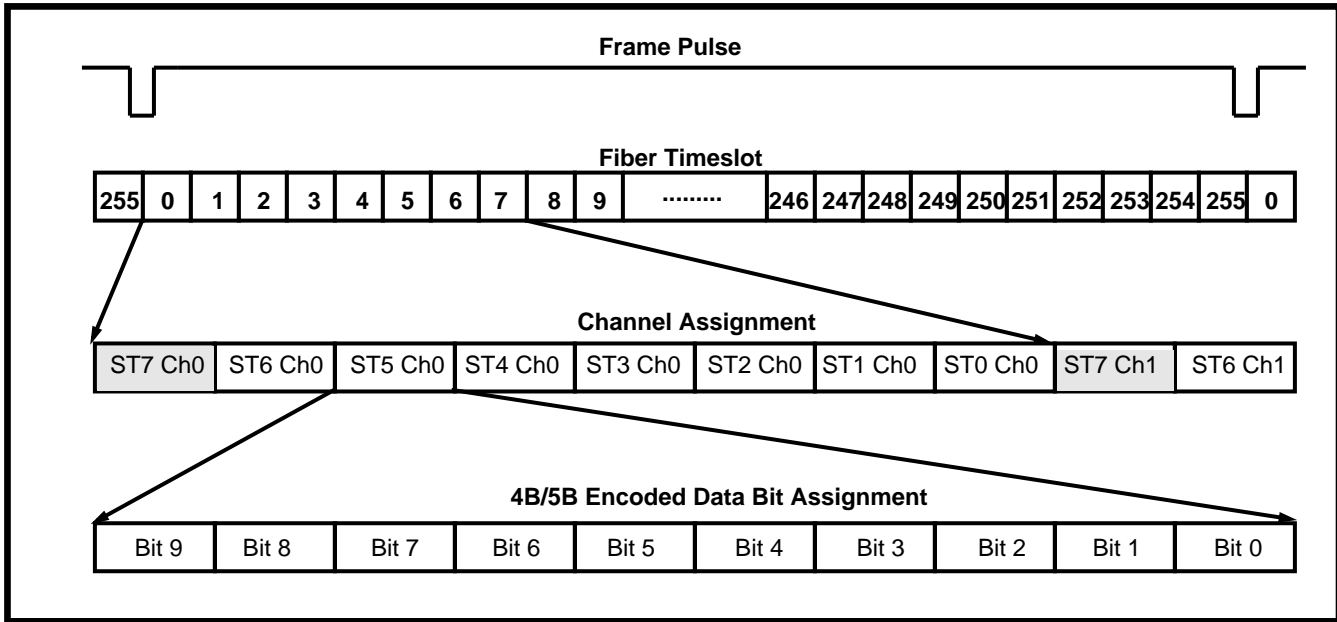 Frame Pulse
Fiber Timeslot
255 0 1 2 3 4 5 6 7 8 9 ......... 246 247 248 249 250 251 252 253 254 255 0
Channel Assignment
ST7 Ch0 ST6 Ch0 ST5 Ch0 ST4 Ch0 ST3 Ch0 ST2 Ch0 ST1 Ch0 ST0 Ch0 ST7 Ch1 ST6 Ch1
4B/5B Encoded Data Bit Assignment
Bit 9 Bit 8 Bit 7 Bit 6 Bit 5 Bit 4 Bit 3 Bit 2 Bit 1 Bit 0